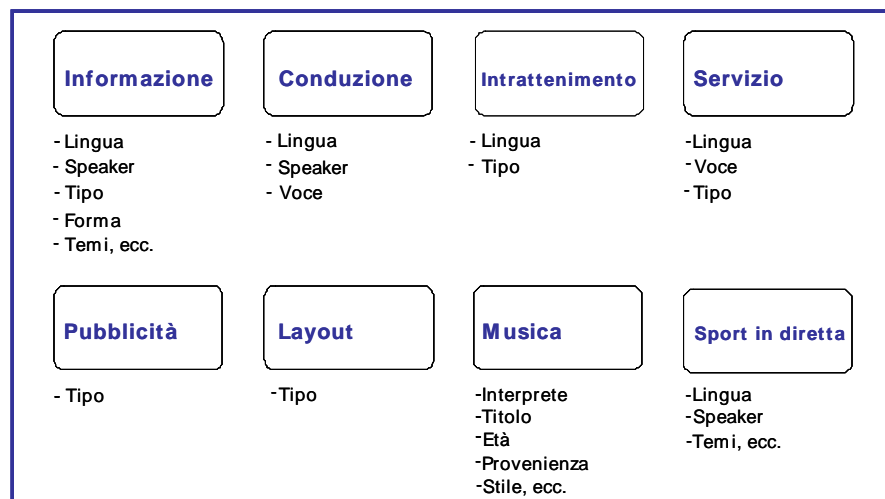 Informazione
- Lingua
- Speaker
- Tipo
- Forma
- Temi, ecc.
Conduzione
- Lingua
- Speaker
- Voce
Intrattenimento
- Lingua
- Tipo
Servizio
-Lingua
-Voce
-Tipo
Pubblicità
- Tipo
Layout
-Tipo
Musica
-Interprete
-Titolo
-Età
-Provenienza
-Stile, ecc.
Sport in diretta
-Lingua
-Speaker
-Temi, ecc.